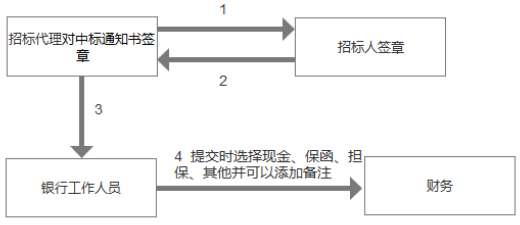 1
招标代理对中标通知书签
章
招标人签章
2
3
4 提交时选择现金、保函、担
保、其他并可以添加备注
银行工作人员
财务